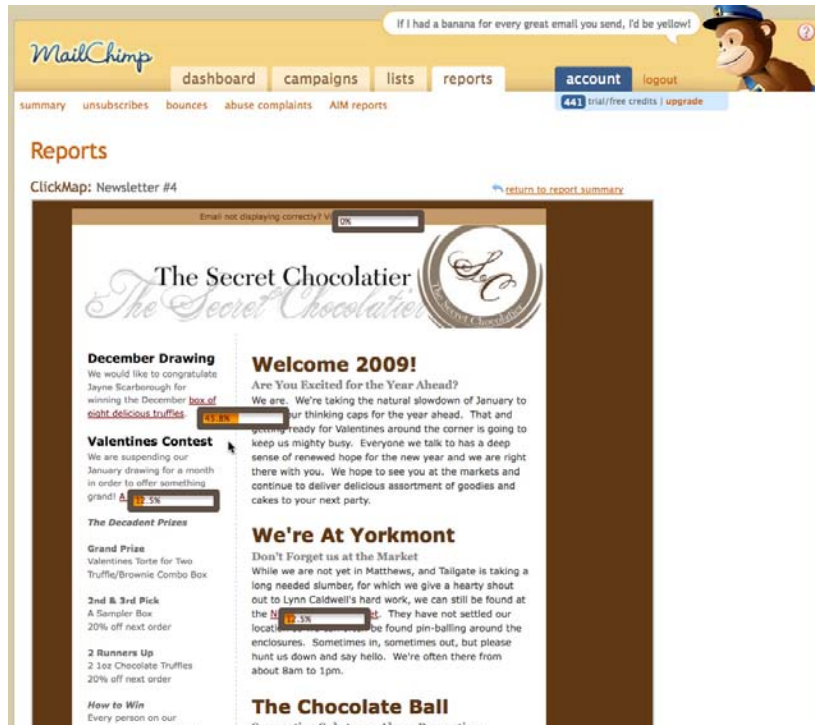 If I had a banana for every great email you send, I'd be yellow!
MailChimp
dashboard campaigns lists reports account logout
summary unsubscribes bounces abuse complaints AIM reports
441 trial/free credits | upgrade
Reports
ClickMap: Newsletter #4
return to report summary
Email not displaying correctly?
0%
The Secret Chocolatier
The Secret Chocolatier
The Secret Chocolatier
December Drawing
We would like to congratulate
Jayne Scarborough for
winning the December box of
eight delicious truffles.
43.8%
Valentines Contest
We are suspending our
January drawing for a month
in order to offer something
grand!
12.5%
The Decadent Prizes
Grand Prize
Valentines Torte for Two
Truffle/Brownie Combo Box
2nd & 3rd Pick
A Sampler Box
20% off next order
2 Runners Up
2 1oz Chocolate Truffles
20% off next order
How to Win
Every person on our
Welcome 2009!
Are You Excited for the Year Ahead?
We are. We're taking the natural slowdown of January to
our thinking caps for the year ahead. That and
getting ready for Valentines around the corner is going to
keep us mighty busy. Everyone we talk to has a deep
sense of renewed hope for the new year and we are right
there with you. We hope to see you at the markets and
continue to deliver delicious assortment of goodies and
cakes to your next party.
We're At Yorkmont
Don't Forget us at the Market
While we are not yet in Matthews, and Tailgate is taking a
long needed slumber, for which we give a hearty shout
out to Lynn Caldwell's hard work, we can still be found at
the
12.5%
They have not settled our
be found pin-balling around the
enclosures. Sometimes in, sometimes out, but please
hunt us down and say hello. We're often there from
about 8am to 1pm.
The Chocolate Ball